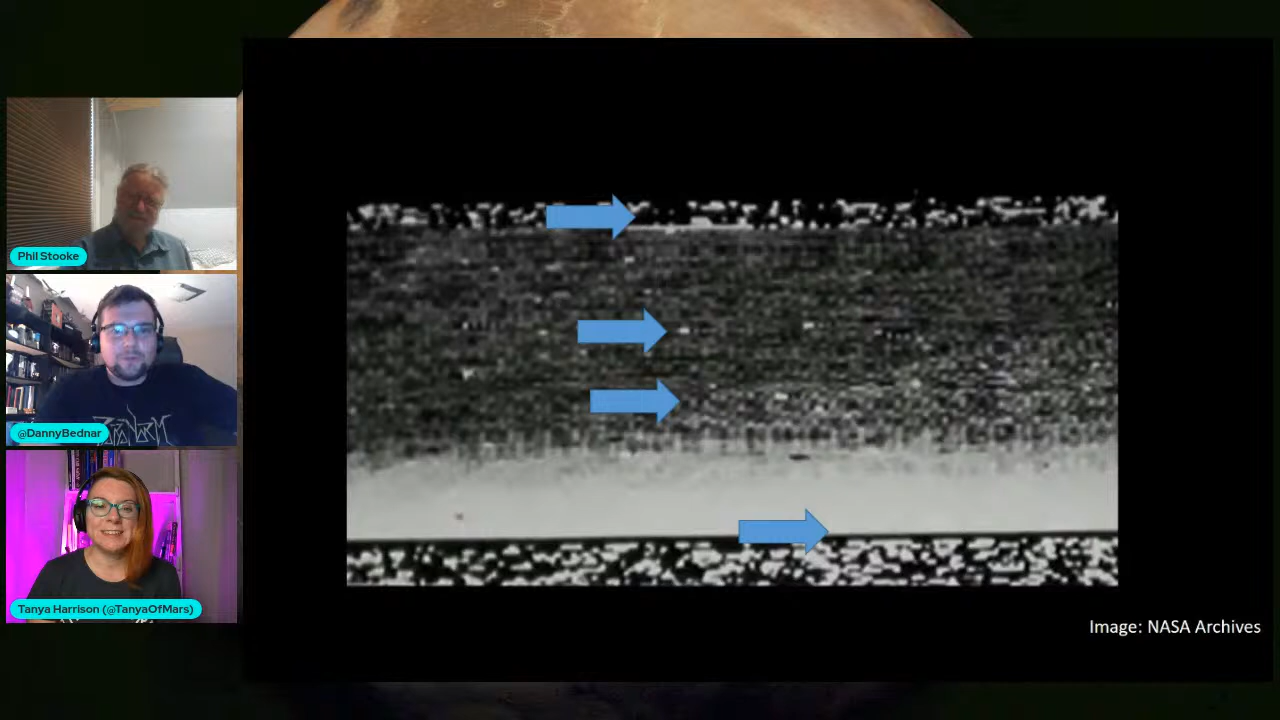 Phil Stooke
@DannyBednar
Tanya Harrison (@TanyaOfMars)
Image: NASA Archives